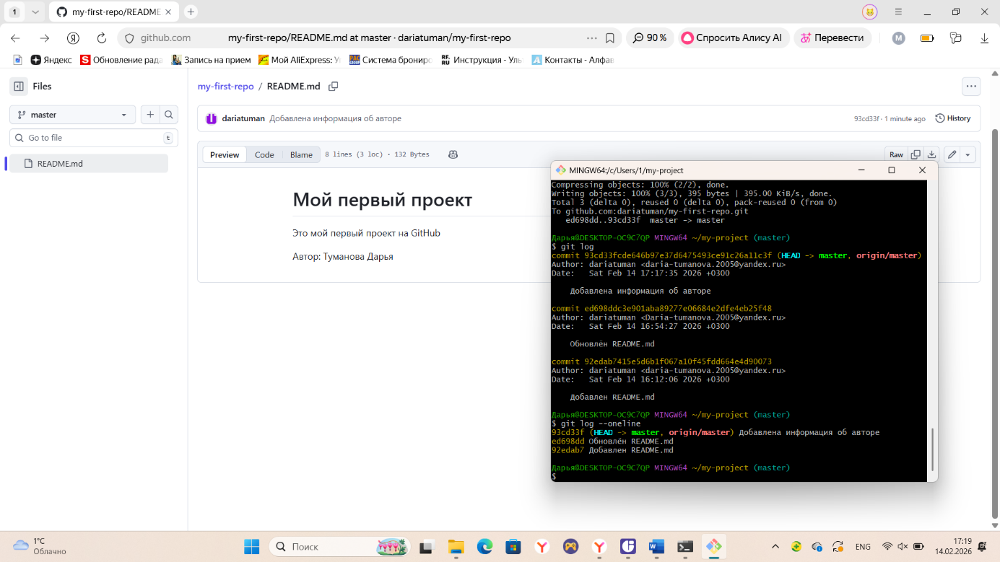 1
my-first-repo/README
github.com
my-first-repo/README.md at master · dariatuman/my-first-repo
90 %
Спросить Алису AI
Перевести
M
Яндекс
Обновление рада
Запись на прием
Мой AliExpress:
Система брониро
Инструкция - Уль
Контакты - Алфав
Files
my-first-repo / README.md
master
Go to file
t
README.md
dariatuman Добавлена информация об авторе
93cd33f · 1 minute ago
History
Preview
Code
Blame
8 lines (3 loc) · 132 Bytes
Raw
Мой первый проект
Это мой первый проект на GitHub
Автор: Туманова Дарья
MINGW64:/c/Users/1/my-project
Compressing objects: 100% (2/2), done.
Writing objects: 100% (3/3), 395 bytes | 395.00 KiB/s, done.
Total 3 (delta 0), reused 0 (delta 0), pack-reused 0 (from 0)
To github.com:dariatuman/my-first-repo.git
ed698dd..93cd33f master -> master
Дарья@DESKTOP-OC9C7QP MINGW64 ~/my-project (master)
$ git log
commit 93cd33fcde646b97e37d6475493ce91c26a11c3f (HEAD -> master, origin/master)
Author: dariatuman <daria-tumanova.2005@yandex.ru>
Date: Sat Feb 14 17:17:35 2026 +0300
Добавлена информация об авторе
commit ed698ddc3e901aba89277e06684e2dfe4eb25f48
Author: dariatuman <Daria-tumanova.2005@yandex.ru>
Date: Sat Feb 14 16:54:27 2026 +0300
Обновлён README.md
commit 92edab7415e5d6b1f067a10f45fdd664e4d90073
Author: dariatuman <daria-tumanova.2005@yandex.ru>
Date: Sat Feb 14 16:12:06 2026 +0300
Добавлен README.md
Дарья@DESKTOP-OC9C7QP MINGW64 ~/my-project (master)
$ git log --oneline
93cd33f (HEAD -> master, origin/master) Добавлена информация об авторе
ed698dd Обновлён README.md
92edab7 Добавлен README.md
Дарья@DESKTOP-OC9C7QP MINGW64 ~/my-project (master)
$
1°C
Облачно
Поиск
ENG
17:19
14.02.2026